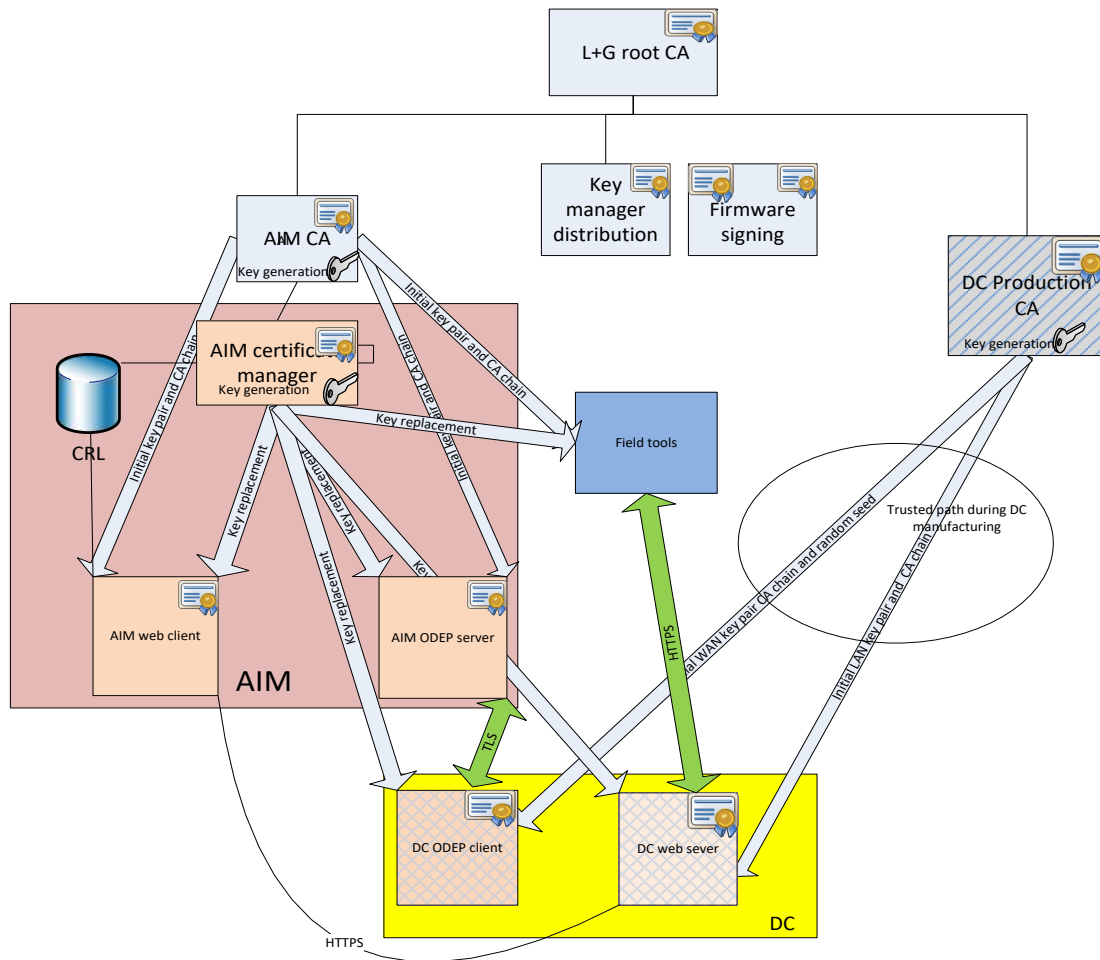 L+G root CA
Key
manager
distribution
Firmware
signing
AIM CA
Key generation
DC Production
CA
Key generation
AIM certificate
manager
Key generation
CRL
Initial key pair and CA chain
Initial key pair and CA chain
Initial key pair and CA chain
Key replacement
Key replacement
Key replacement
Key replacement
Key
Field tools
Trusted path during DC
manufacturing
WAN key pair CA chain and random seed
Initial LAN key pair and CA chain
HTTPS
AIM web client
AIM ODEP server
AIM
TLS
DC ODEP client
DC web sever
DC
HTTPS